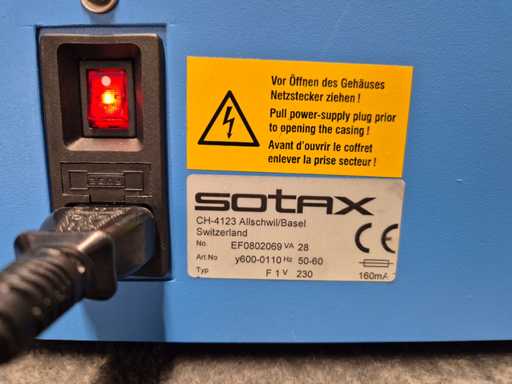 Vor Öffnen des Gehäuses
Netzstecker ziehen !
Pull power-supply plug prior
to opening the casing !
Avant d'ouvrir le coffret
enlever la prise secteur !
SOTAX
CH-4123 Allschwil/Basel
Switzerland
No. EF0802069 VA 28
Art No y600-0110 Hz 50-60
Typ F 1 V 230
160mA
CE